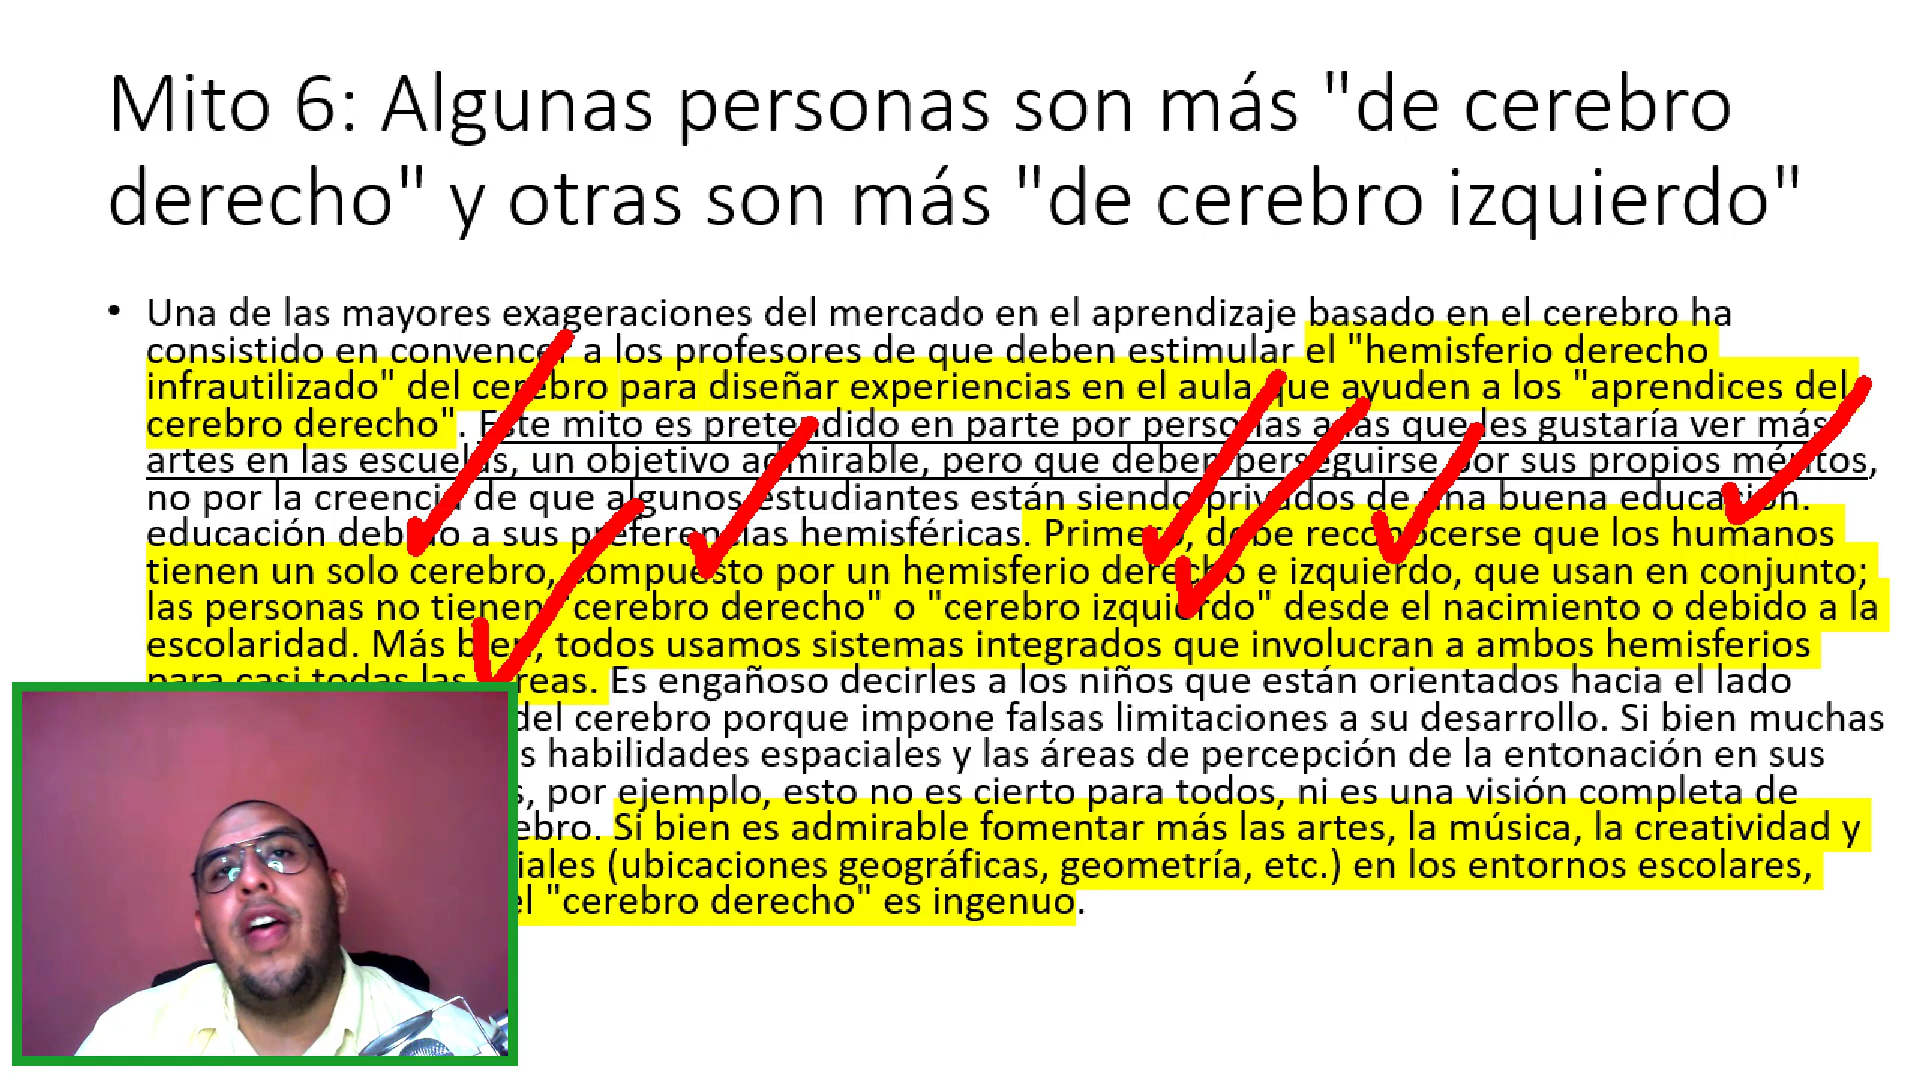 Mito 6: Algunas personas son más "de cerebro
derecho" y otras son más "de cerebro izquierdo"
• Una de las mayores exageraciones del mercado en el aprendizaje basado en el cerebro ha
consistido en convencer a los profesores de que deben estimular el "hemisferio derecho
infrautilizado" del cerebro para diseñar experiencias en el aula que ayuden a los "aprendices del
cerebro derecho". Este mito es pretendido en parte por personas a las que les gustaría ver más
artes en las escuelas, un objetivo admirable, pero que deben perseguirse por sus propios méritos,
no por la creencia de que algunos estudiantes están siendo privados de una buena educación.
educación debido a sus preferencias hemisféricas. Primero, debe reconocerse que los humanos
tienen un solo cerebro, compuesto por un hemisferio derecho e izquierdo, que usan en conjunto;
las personas no tienen "cerebro derecho" o "cerebro izquierdo" desde el nacimiento o debido a la
escolaridad. Más bien, todos usamos sistemas integrados que involucran a ambos hemisferios
para casi todas las tareas. Es engañoso decirles a los niños que están orientados hacia el lado
del cerebro porque impone falsas limitaciones a su desarrollo. Si bien muchas
habilidades espaciales y las áreas de percepción de la entonación en sus
por ejemplo, esto no es cierto para todos, ni es una visión completa de
Si bien es admirable fomentar más las artes, la música, la creatividad y
(ubicaciones geográficas, geometría, etc.) en los entornos escolares,
"cerebro derecho" es ingenuo.